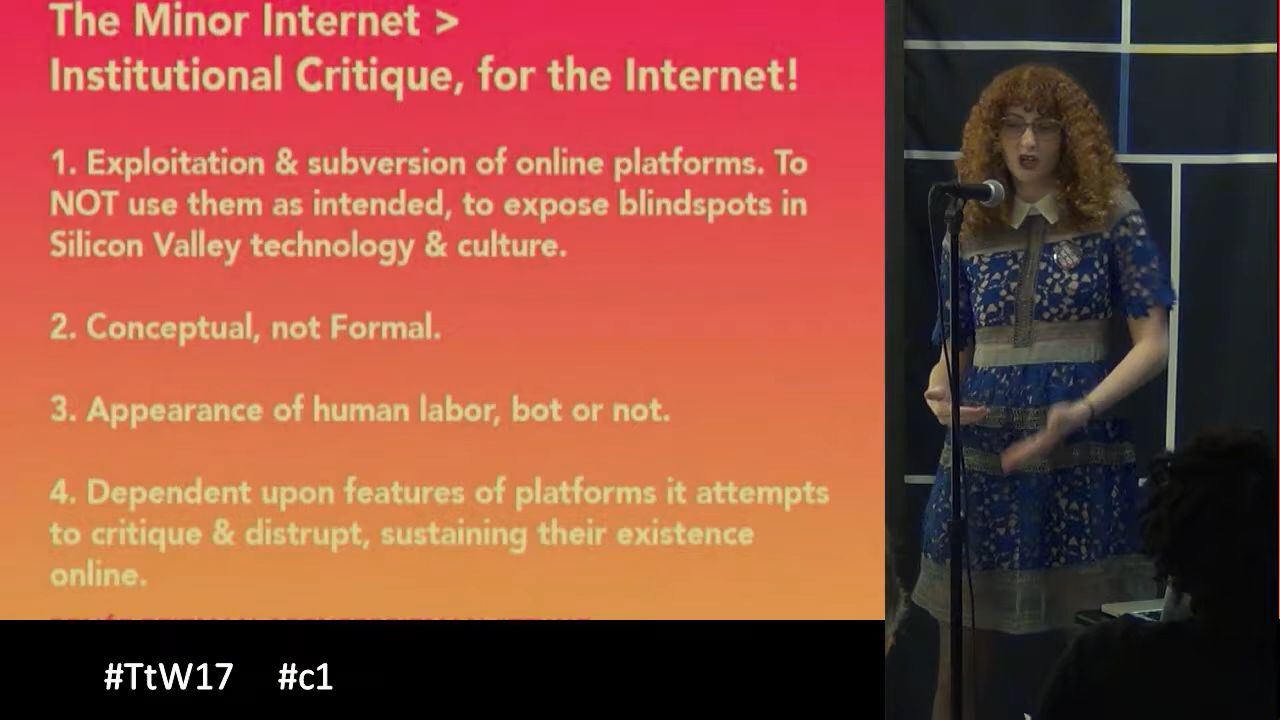 The Minor Internet >
Institutional Critique, for the Internet!
1. Exploitation & subversion of online platforms. To
NOT use them as intended, to expose blindspots in
Silicon Valley technology & culture.
2. Conceptual, not Formal.
3. Appearance of human labor, bot or not.
4. Dependent upon features of platforms it attempts
to critique & distrupt, sustaining their existence
online.
#TtW17 #c1